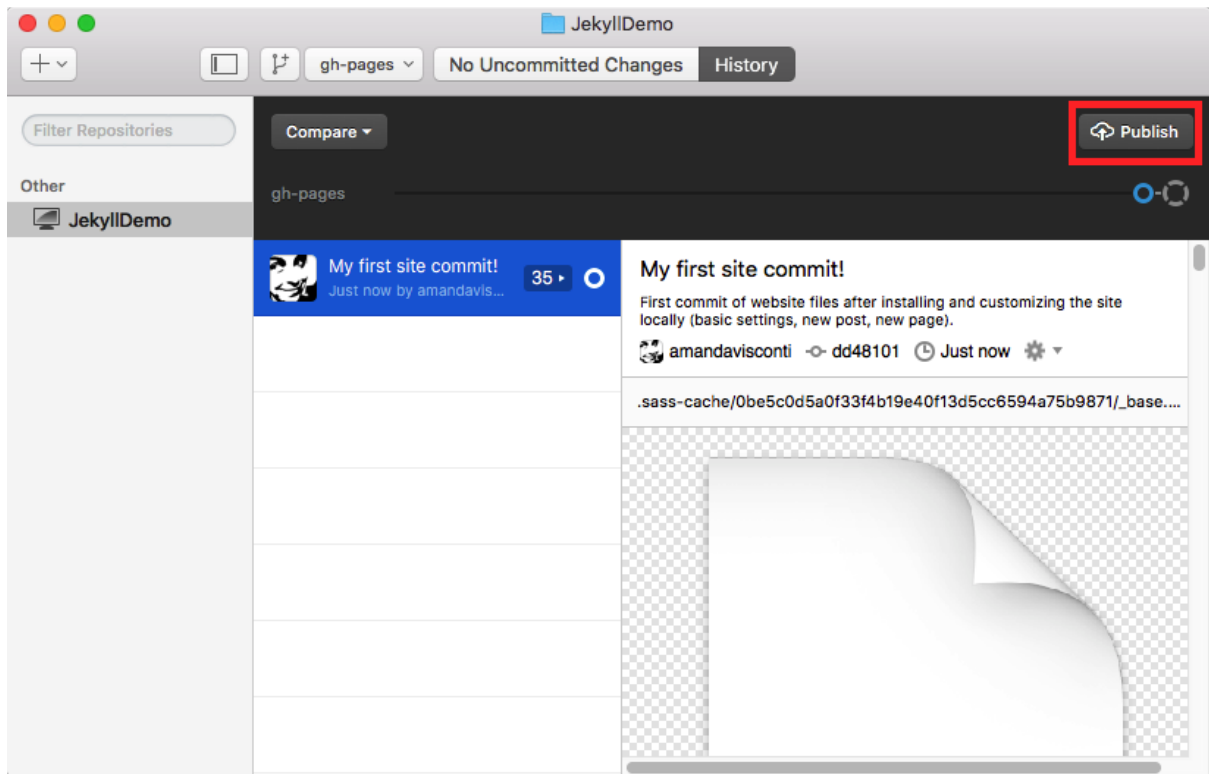 JekyllDemo
gh-pages
No Uncommitted Changes
History
Filter Repositories
Compare
Publish
Other
gh-pages
JekyllDemo
My first site commit!
35
Just now by amandavis...
My first site commit!
First commit of website files after installing and customizing the site
locally (basic settings, new post, new page).
amandavisconti dd48101 Just now
.sass-cache/0be5c0d5a0f33f4b19e40f13d5cc6594a75b9871/_base....